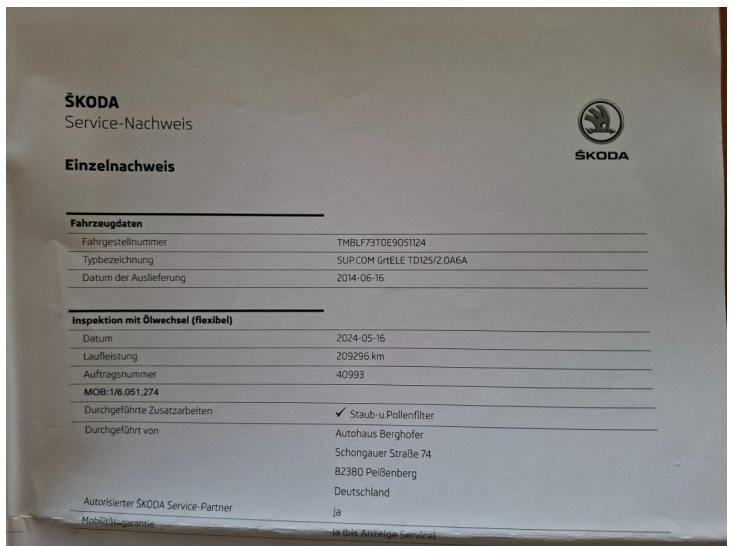 ŠKODA
Service-Nachweis
ŠKODA
Einzelnachweis
Fahrzeugdaten
Fahrgestellnummer TMBLF73T0E9051124
Typbezeichnung SUP.COM GrtELE TD125/2.0A6A
Datum der Auslieferung 2014-06-16
Inspektion mit Ölwechsel (flexibel)
Datum 2024-05-16
Laufleistung 209296 km
Auftragsnummer 40993
MOB:1/6.051.274
Durchgeführte Zusatzarbeiten ✓ Staub-u.Pollenfilter
Durchgeführt von Autohaus Berghofer
Schongauer Straße 74
82380 Peißenberg
Deutschland
Autorisierter ŠKODA Service-Partner Ja
Mobilitätsgarantie Ja (bis Anzeige Service)